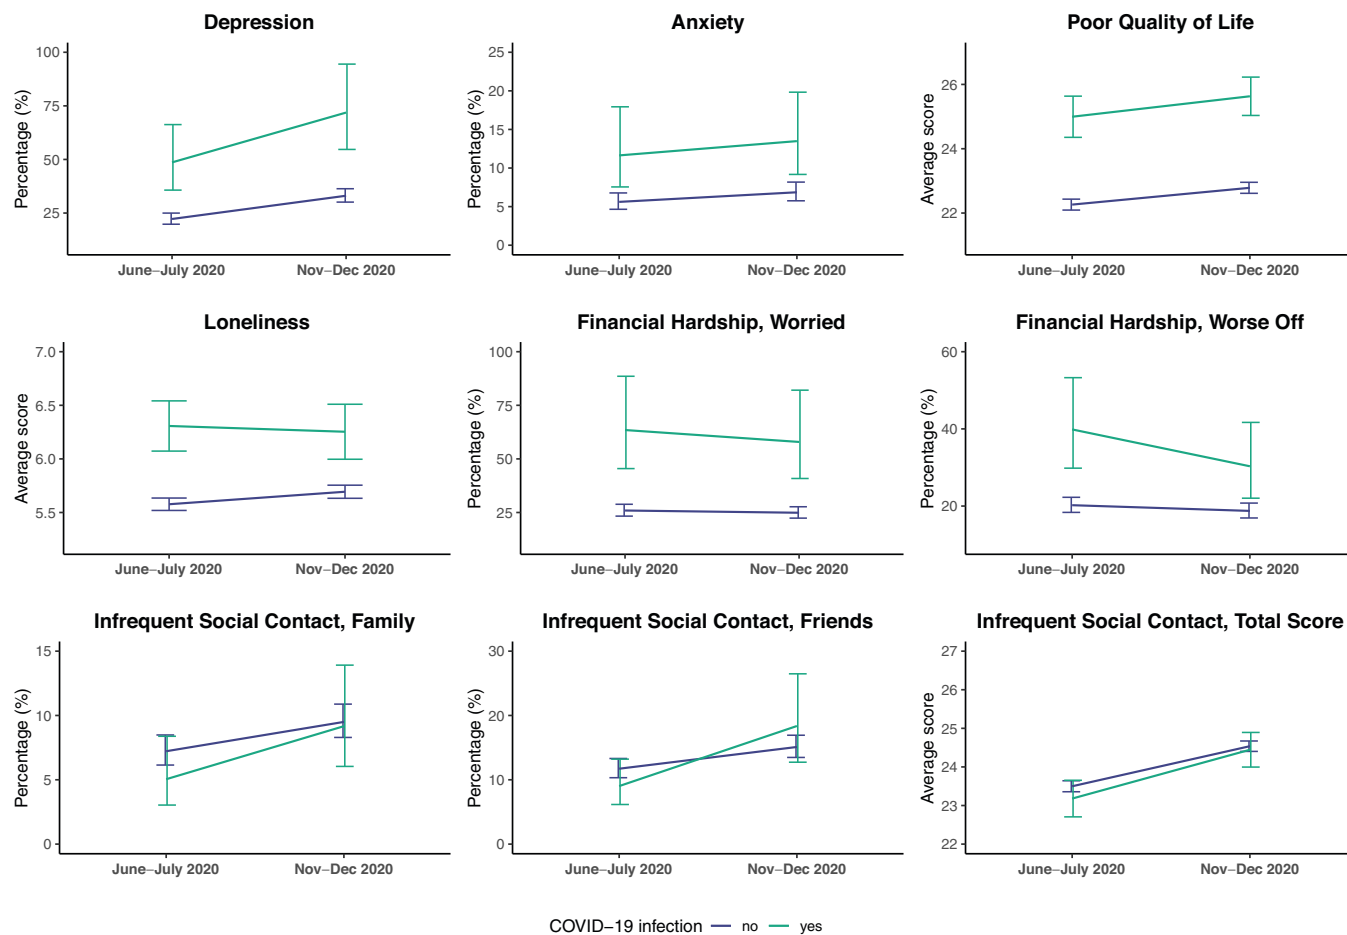 Depression
Percentage (%)
100
75
50
25
June–July 2020
Nov–Dec 2020
Anxiety
Percentage (%)
25
20
15
10
5
0
June–July 2020
Nov–Dec 2020
Poor Quality of Life
Average score
26
24
22
June–July 2020
Nov–Dec 2020
Loneliness
Average score
7.0
6.5
6.0
5.5
June–July 2020
Nov–Dec 2020
Financial Hardship, Worried
Percentage (%)
100
75
50
25
June–July 2020
Nov–Dec 2020
Financial Hardship, Worse Off
Percentage (%)
60
40
20
June–July 2020
Nov–Dec 2020
Infrequent Social Contact, Family
Percentage (%)
15
10
5
0
June–July 2020
Nov–Dec 2020
Infrequent Social Contact, Friends
Percentage (%)
30
20
10
0
June–July 2020
Nov–Dec 2020
Infrequent Social Contact, Total Score
Average score
27
26
25
24
23
22
June–July 2020
Nov–Dec 2020
COVID−19 infection no yes